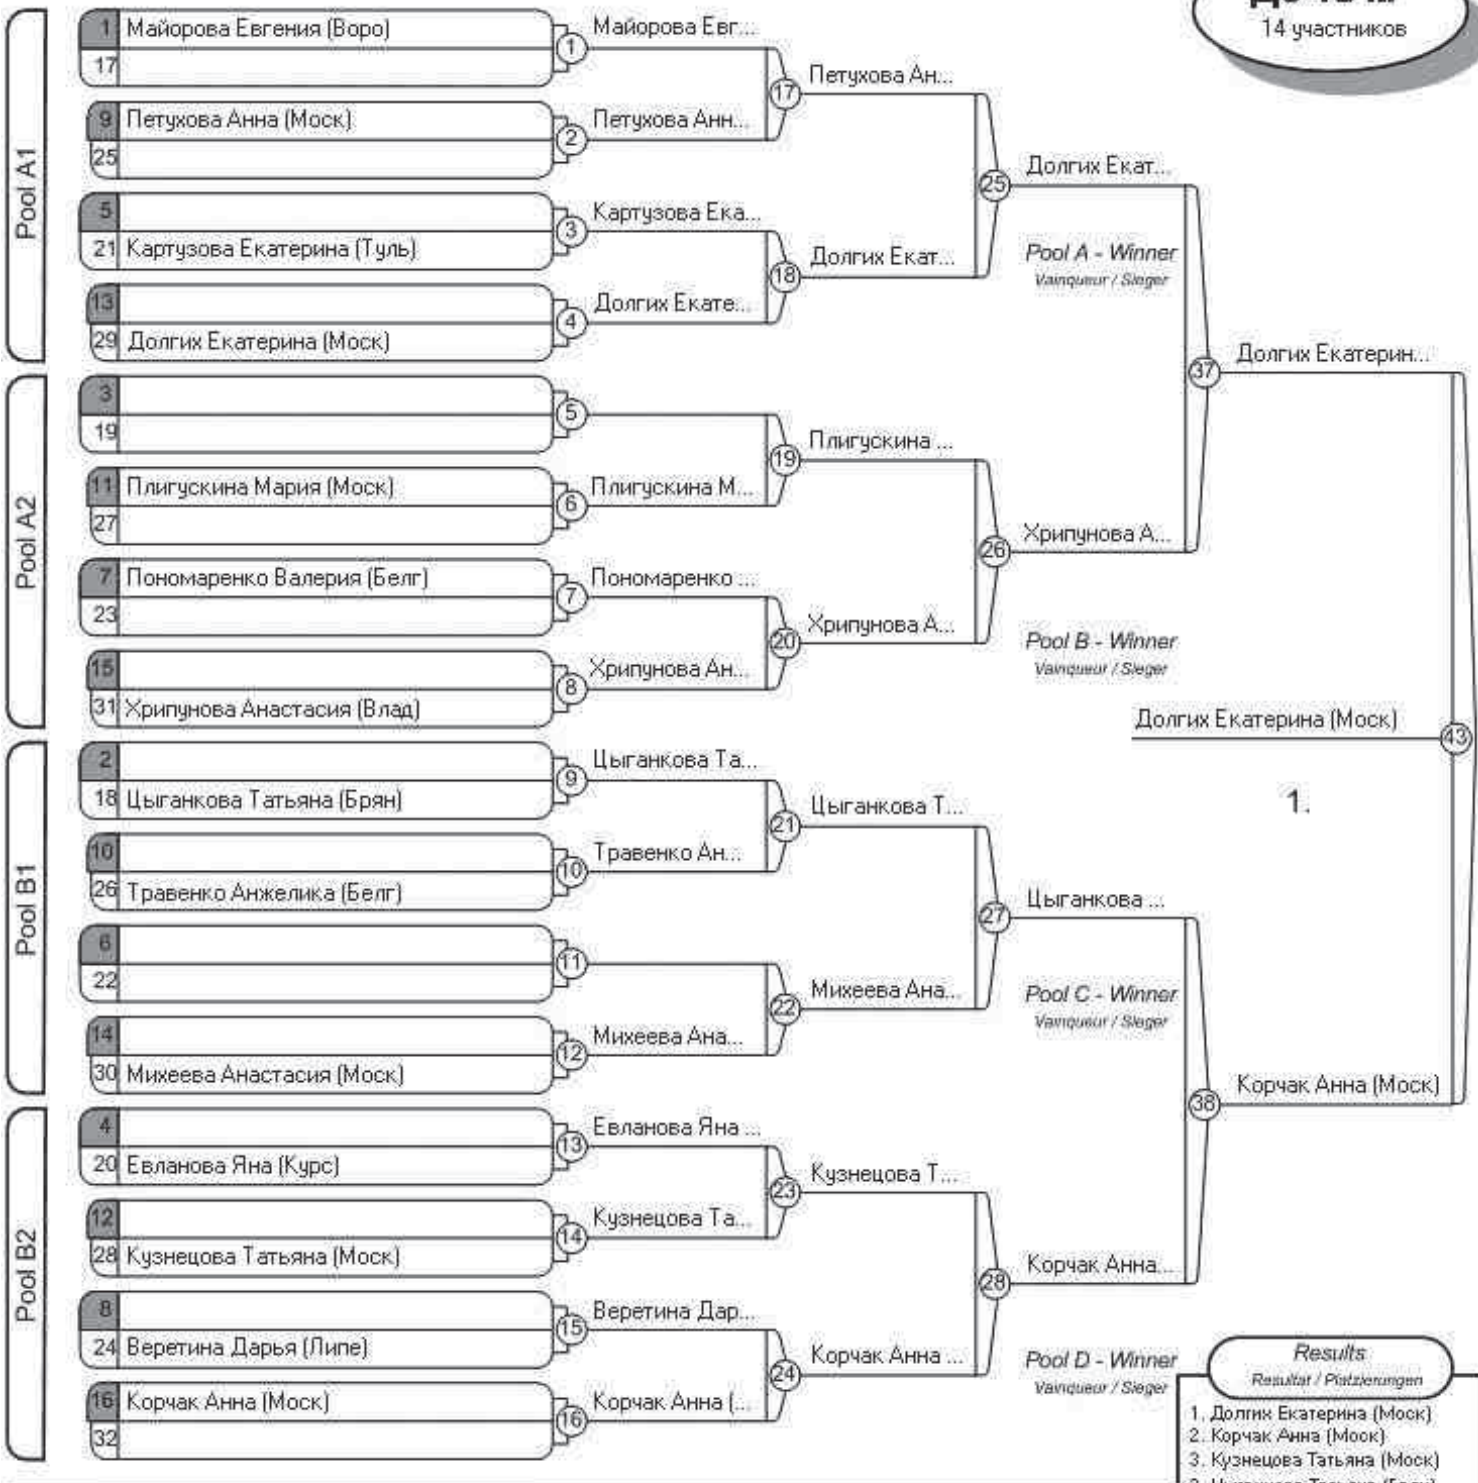 14 участников
Pool A1
1 Майорова Евгения (Воро)
17
9 Петухова Анна (Моск)
25
5
21 Картузова Екатерина (Туль)
13
29 Долгих Екатерина (Моск)
Pool A2
3
19
11 Плигускина Мария (Моск)
27
7 Пономаренко Валерия (Белг)
23
15
31 Хрипунова Анастасия (Влад)
Pool B1
2
18 Цыганкова Татьяна (Брян)
10
26 Травенко Анжелика (Белг)
6
22
14
30 Михеева Анастасия (Моск)
Pool B2
4
20 Евланова Яна (Курс)
12
28 Кузнецова Татьяна (Моск)
8
24 Веретина Дарья (Липе)
16 Корчак Анна (Моск)
32
1 Майорова Евг...
2 Петухова Анн...
3 Картузова Ека...
4 Долгих Екате...
5
6 Плигускина М...
7 Пономаренко ...
8 Хрипунова Ан...
9 Цыганкова Та...
10 Травенко Ан...
11
12 Михеева Ана...
13 Евланова Яна ...
14 Кузнецова Та...
15 Веретина Дар...
16 Корчак Анна (...
17 Петухова Ан...
18 Долгих Екат...
19 Плигускина ...
20 Хрипунова А...
21 Цыганкова Т...
22 Михеева Ана...
23 Кузнецова Т...
24 Корчак Анна ...
25 Долгих Екат...
Pool A - Winner
Vainqueur / Sieger
26 Хрипунова А...
Pool B - Winner
Vainqueur / Sieger
27 Цыганкова ...
Pool C - Winner
Vainqueur / Sieger
28 Корчак Анна...
Pool D - Winner
Vainqueur / Sieger
37 Долгих Екатерин...
38 Корчак Анна (Моск)
Долгих Екатерина (Моск) 43
1.
Results
Resultat / Platzierungen
1. Долгих Екатерина (Моск)
2. Корчак Анна (Моск)
3. Кузнецова Татьяна (Моск)